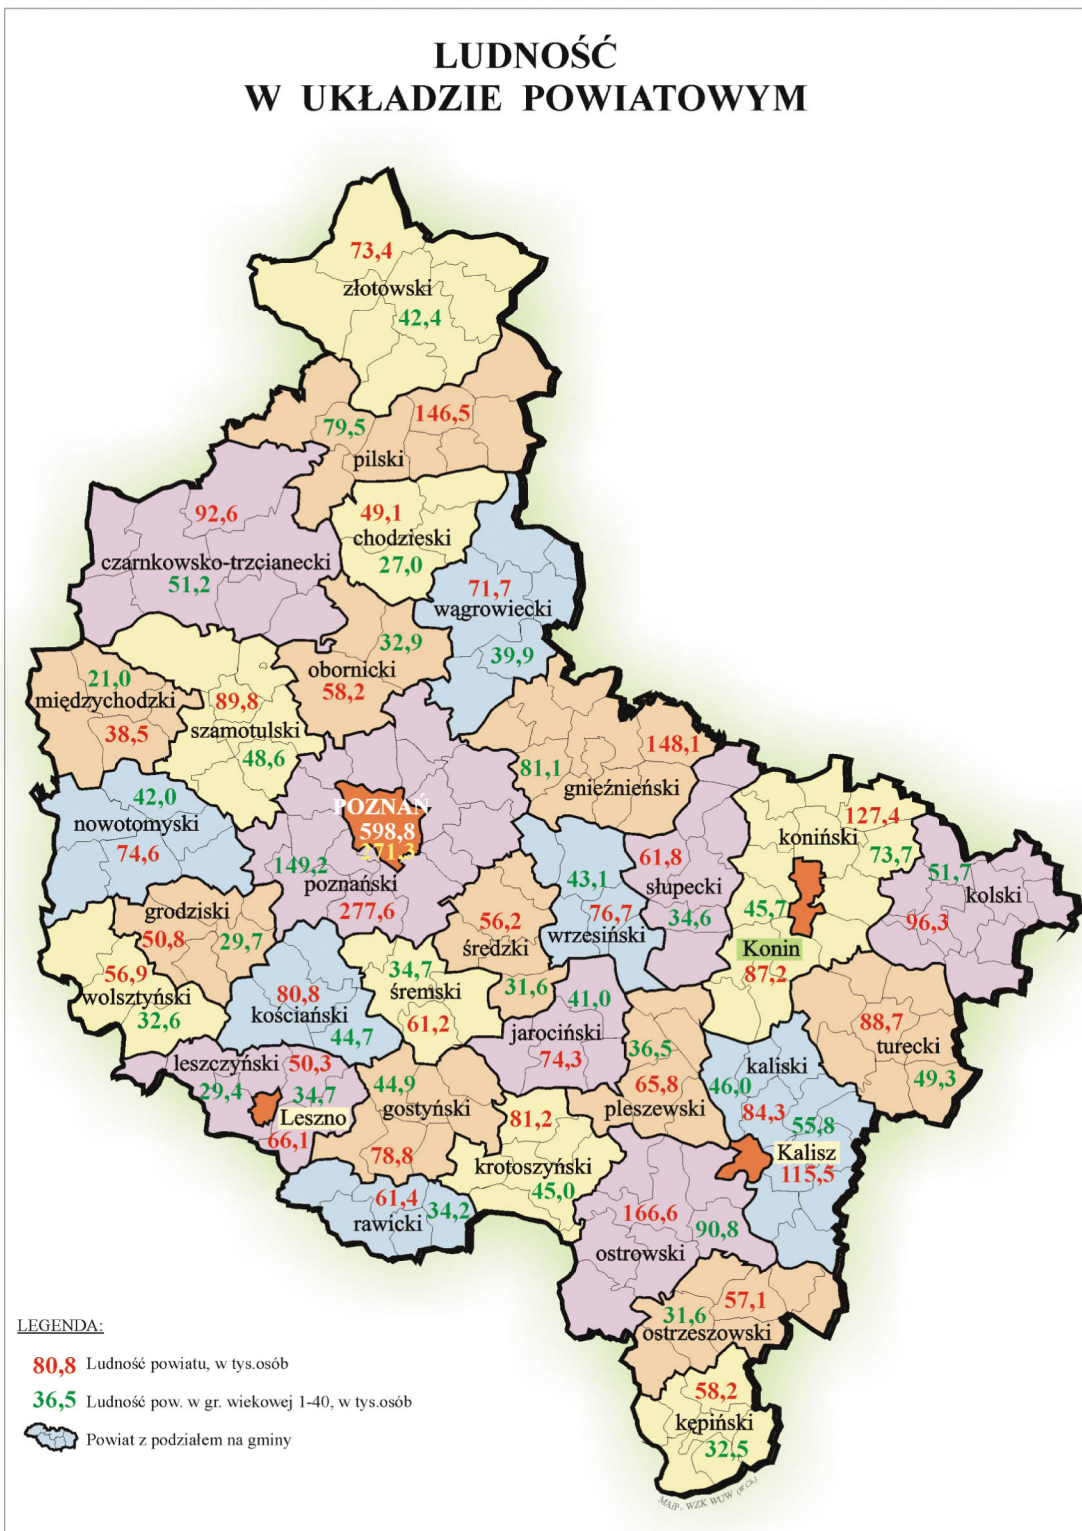 LUDNOŚĆ
W UKŁADZIE POWIATOWYM
73,4
złotowski
42,4
146,5
79,5
pilski
92,6
czarnkowsko-trzcianecki
51,2
49,1
chodzieski
27,0
71,7
wągrowiecki
39,9
32,9
obornicki
58,2
21,0
międzychodzki
38,5
89,8
szamotulski
48,6
148,1
81,1
gnieźnieński
42,0
nowotomyski
74,6
POZNAŃ
598,8
271,3
149,2
poznański
277,6
127,4
koniński
73,7
61,8
słupecki
34,6
43,1
76,7
wrzesiński
51,7
kolski
96,3
45,7
Konin
87,2
grodziski
50,8
29,7
56,2
średzki
31,6
56,9
wolsztyński
32,6
80,8
kościański
44,7
34,7
śremski
61,2
41,0
jarociński
74,3
88,7
turecki
49,3
36,5
65,8
pleszewski
kaliski
46,0
84,3
55,8
Kalisz
115,5
leszczyński
50,3
29,4
34,7
Leszno
66,1
44,9
gostyński
78,8
81,2
krotoszyński
45,0
61,4
34,2
rawicki
166,6
90,8
ostrowski
57,1
31,6
ostrzeszowski
58,2
kępiński
32,5
MAiP - WZK WUW (W.Ch.)
LEGENDA:
80,8 Ludność powiatu, w tys.osób
36,5 Ludność pow. w gr. wiekowej 1-40, w tys.osób
Powiat z podziałem na gminy